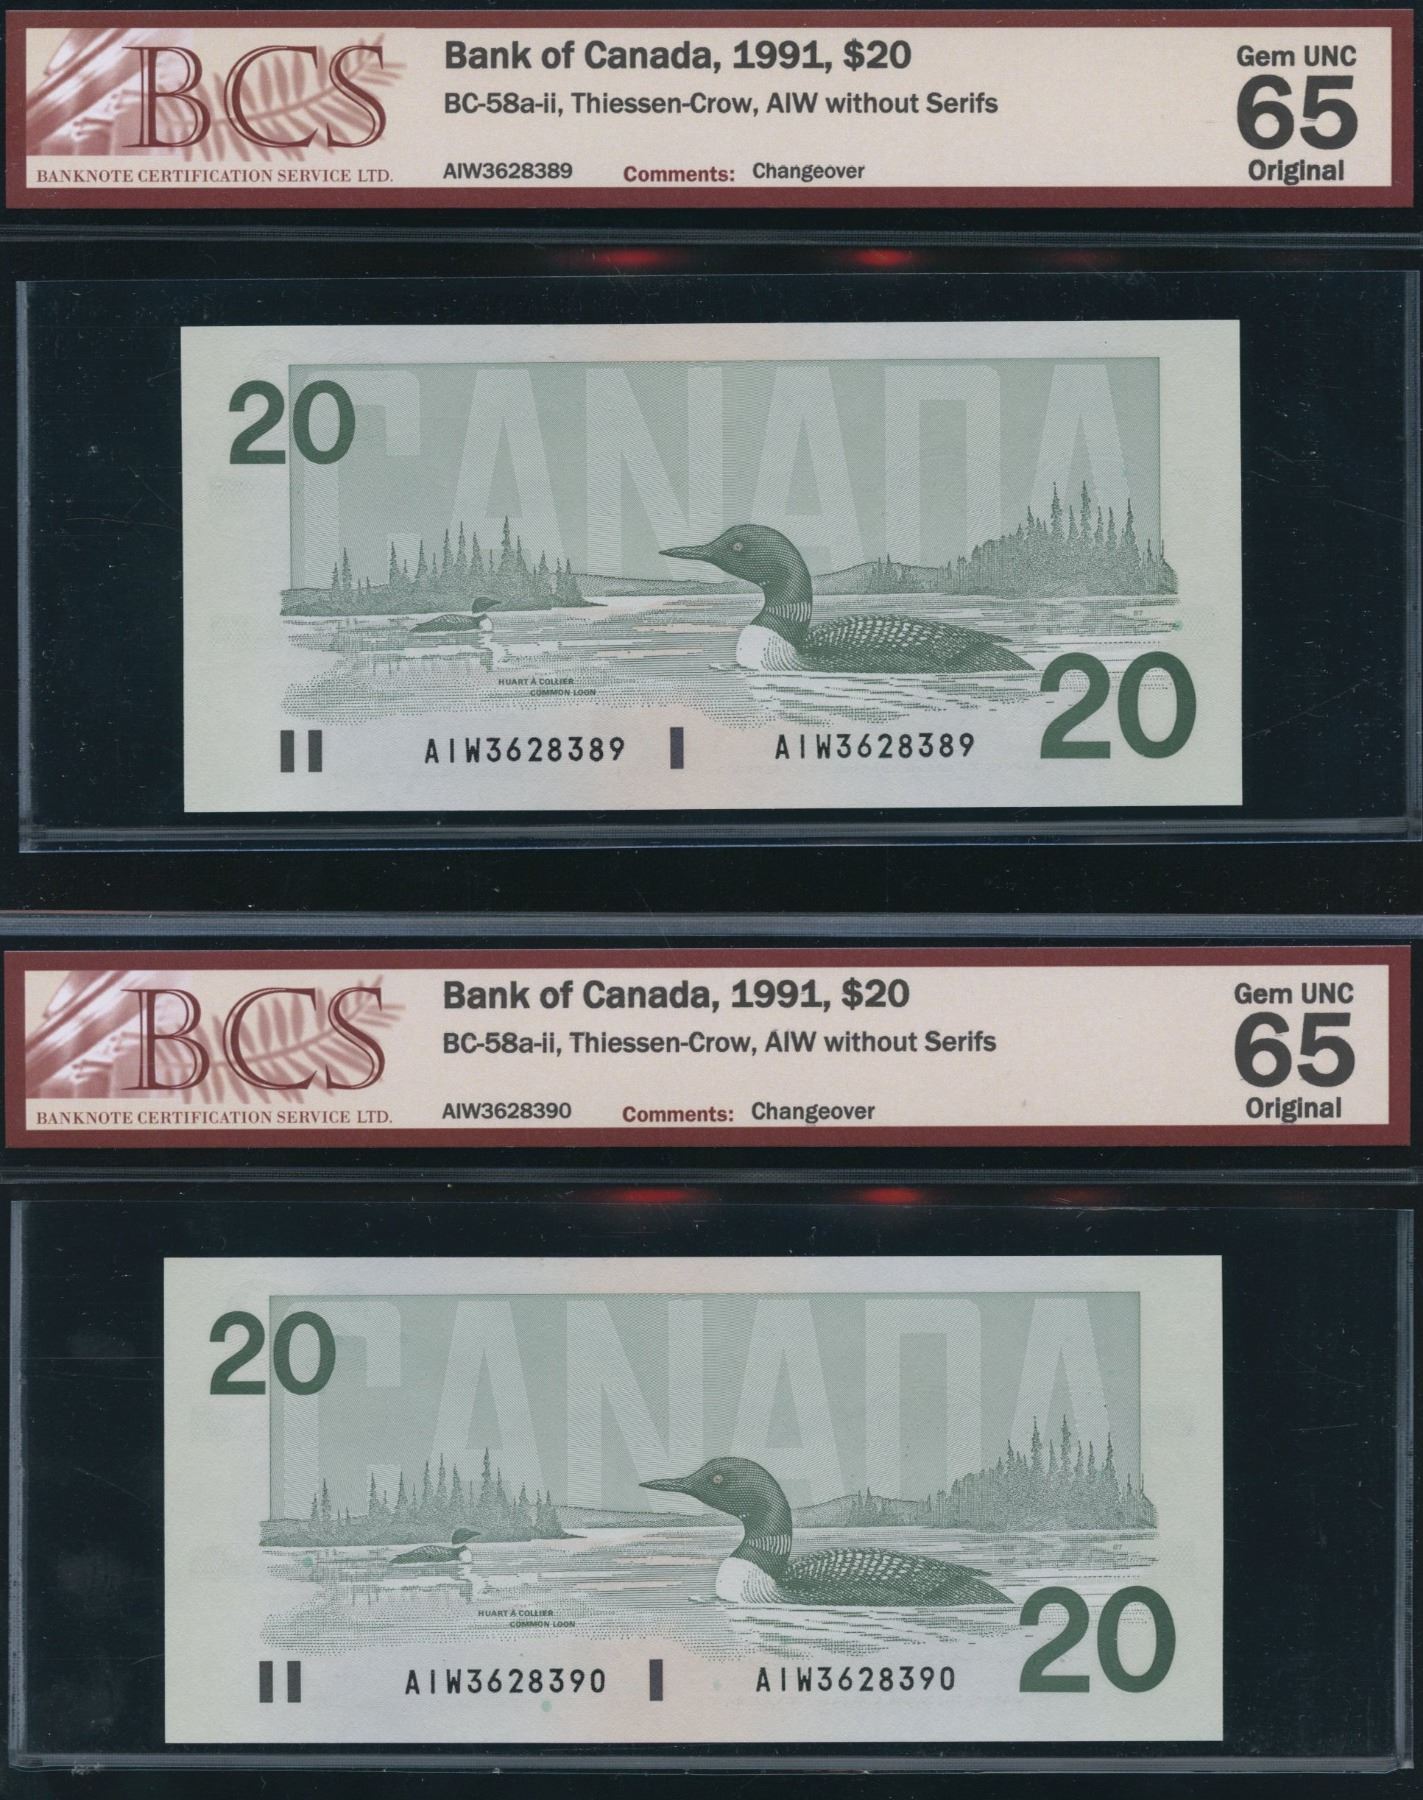 BCS
BANKNOTE CERTIFICATION SERVICE LTD.
Bank of Canada, 1991, $20
BC-58a-ii, Thiessen-Crow, AIW without Serifs
AIW3628389 Comments: Changeover
Gem UNC
65
Original
CANADA
20
HUART À COLLIER
COMMON LOON
20
AIW3628389 AIW3628389
BCS
BANKNOTE CERTIFICATION SERVICE LTD.
Bank of Canada, 1991, $20
BC-58a-ii, Thiessen-Crow, AIW without Serifs
AIW3628390 Comments: Changeover
Gem UNC
65
Original
CANADA
20
HUART À COLLIER
COMMON LOON
20
AIW3628390 AIW3628390